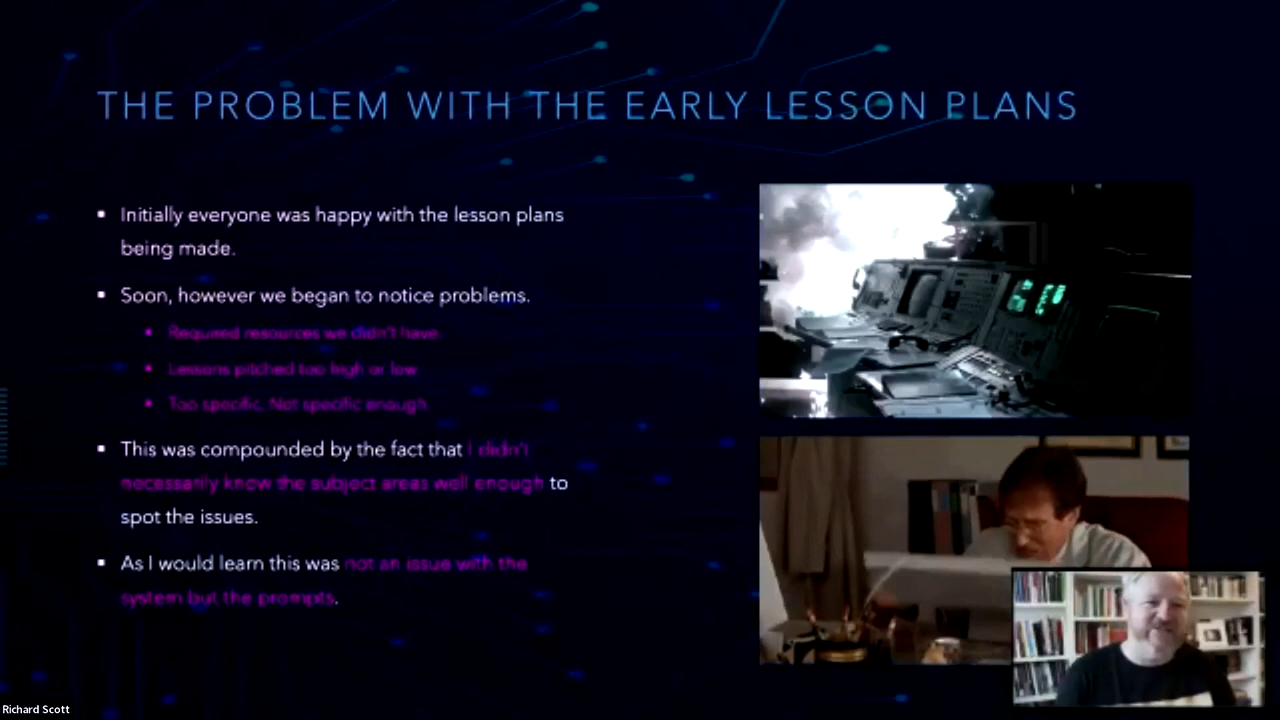 THE PROBLEM WITH THE EARLY LESSON PLANS
Initially everyone was happy with the lesson plans
being made.
Soon, however we began to notice problems.
Required resources we didn't have.
Lessons pitched too high or low
Too specific. Not specific enough.
This was compounded by the fact that I didn't
necessarily know the subject areas well enough to
spot the issues.
As I would learn this was not an issue with the
system but the prompts.
Richard Scott